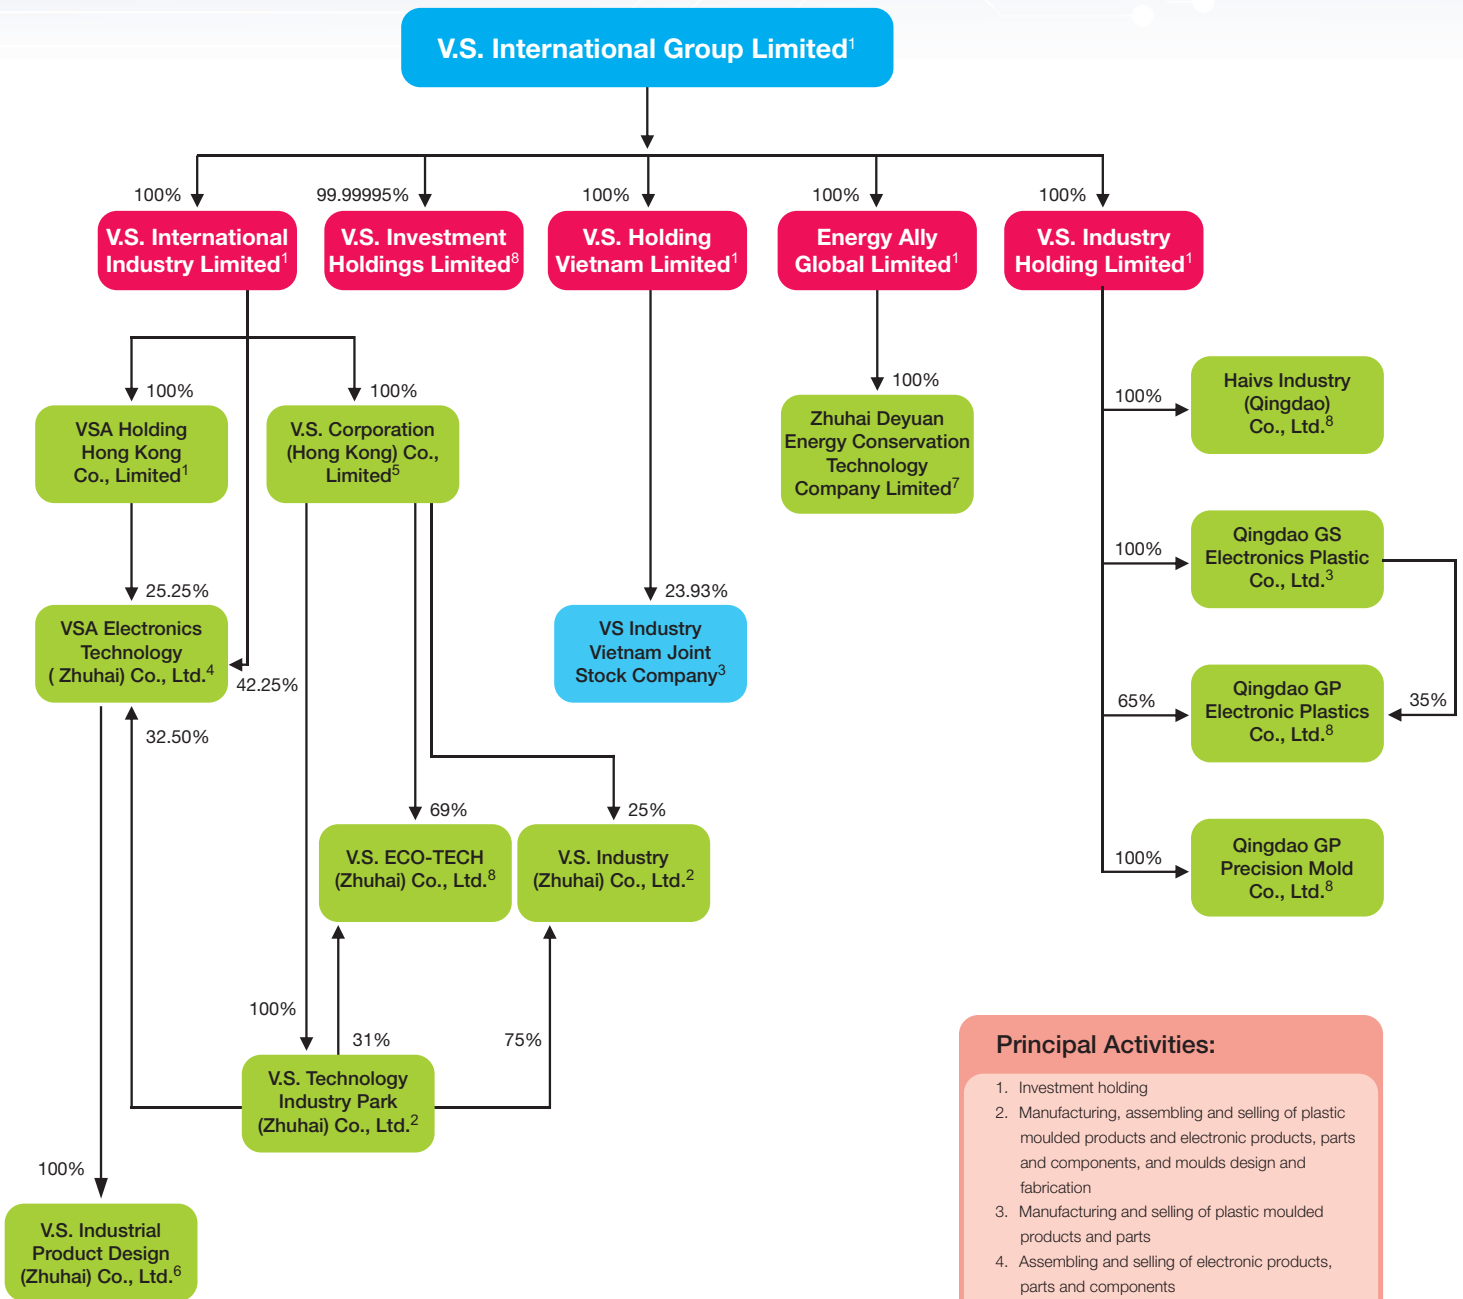 V.S. International Group Limited¹
100%
99.99995%
100%
100%
100%
V.S. International
Industry Limited¹
V.S. Investment
Holdings Limited⁸
V.S. Holding
Vietnam Limited¹
Energy Ally
Global Limited¹
V.S. Industry
Holding Limited¹
100%
100%
100%
100%
VSA Holding
Hong Kong
Co., Limited¹
V.S. Corporation
(Hong Kong) Co.,
Limited⁵
Zhuhai Deyuan
Energy Conservation
Technology
Company Limited⁷
Haivs Industry
(Qingdao)
Co., Ltd.⁸
100%
Qingdao GS
Electronics Plastic
Co., Ltd.³
25.25%
23.93%
VSA Electronics
Technology
( Zhuhai) Co., Ltd.⁴
42.25%
VS Industry
Vietnam Joint
Stock Company³
65%
Qingdao GP
Electronic Plastics
Co., Ltd.⁸
35%
32.50%
69%
25%
V.S. ECO-TECH
(Zhuhai) Co., Ltd.⁸
V.S. Industry
(Zhuhai) Co., Ltd.²
100%
Qingdao GP
Precision Mold
Co., Ltd.⁸
100%
31%
75%
V.S. Technology
Industry Park
(Zhuhai) Co., Ltd.²
100%
V.S. Industrial
Product Design
(Zhuhai) Co., Ltd.⁶
Principal Activities:
1. Investment holding
2. Manufacturing, assembling and selling of plastic
moulded products and electronic products, parts
and components, and moulds design and
fabrication
3. Manufacturing and selling of plastic moulded
products and parts
4. Assembling and selling of electronic products,
parts and components